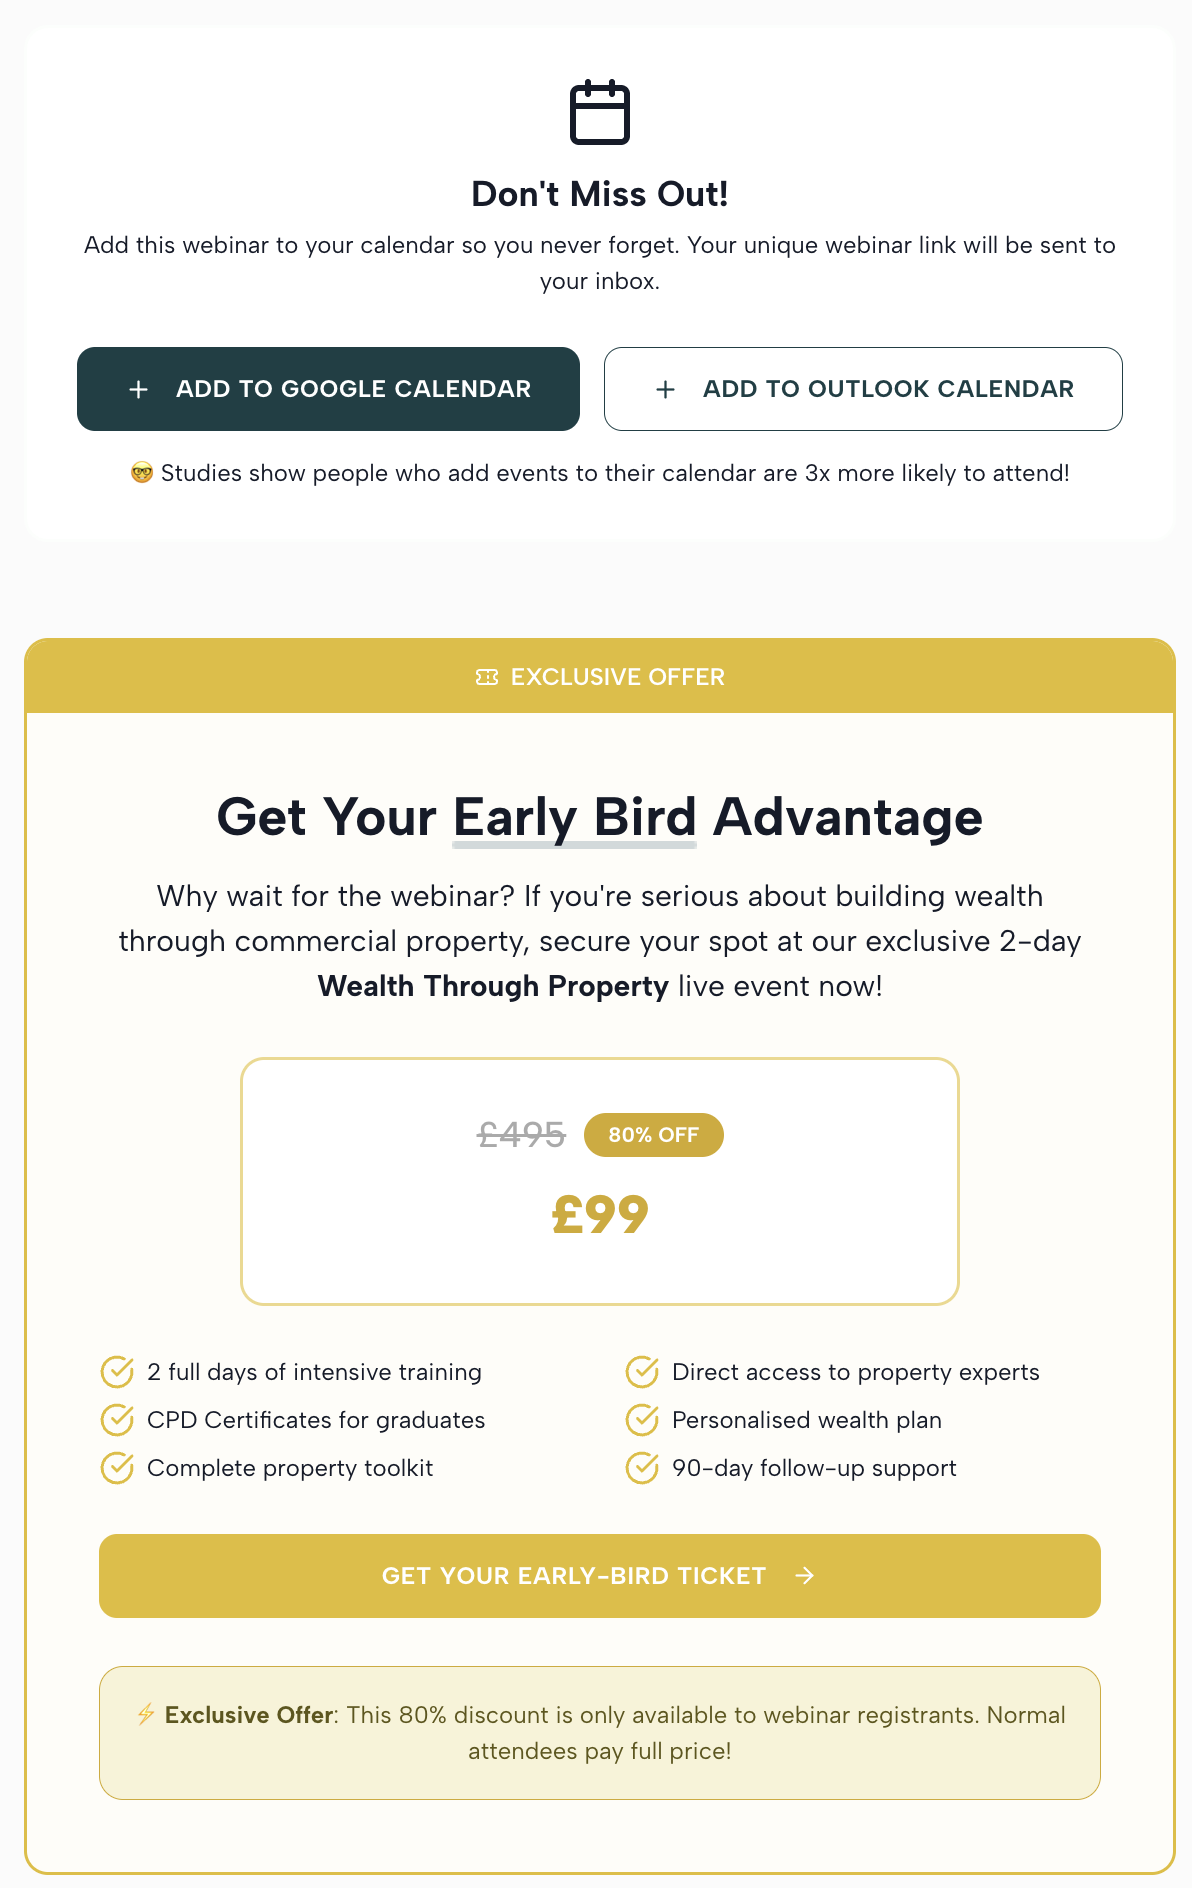 Don't Miss Out!
Add this webinar to your calendar so you never forget. Your unique webinar link will be sent to
your inbox.
+ ADD TO GOOGLE CALENDAR
+ ADD TO OUTLOOK CALENDAR
🤓 Studies show people who add events to their calendar are 3x more likely to attend!
EXCLUSIVE OFFER
Get Your Early Bird Advantage
Why wait for the webinar? If you're serious about building wealth
through commercial property, secure your spot at our exclusive 2-day
Wealth Through Property live event now!
£495 80% OFF
£99
2 full days of intensive training
Direct access to property experts
CPD Certificates for graduates
Personalised wealth plan
Complete property toolkit
90-day follow-up support
GET YOUR EARLY-BIRD TICKET →
⚡ Exclusive Offer: This 80% discount is only available to webinar registrants. Normal
attendees pay full price!